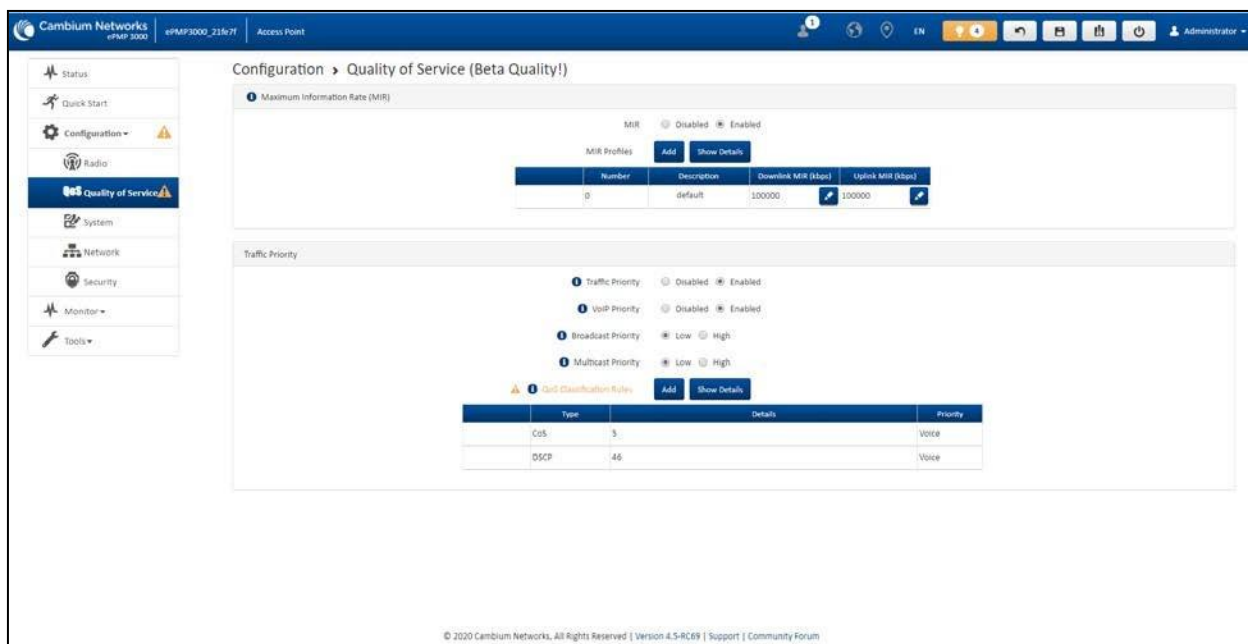 Cambium Networks
ePMP 3000
ePMP3000_21fe7f
Access Point
1
EN
4
Administrator
Status
Quick Start
Configuration
Radio
QoS Quality of Service
System
Network
Security
Monitor
Tools
Configuration > Quality of Service (Beta Quality!)
Maximum Information Rate (MIR)
MIR Disabled Enabled
MIR Profiles Add Show Details
Number Description Downlink MIR (kbps) Uplink MIR (kbps)
0 default 100000 100000
Traffic Priority
Traffic Priority Disabled Enabled
VoIP Priority Disabled Enabled
Broadcast Priority Low High
Multicast Priority Low High
QoS Classification Rules Add Show Details
Type Details Priority
CoS 5 Voice
DSCP 46 Voice
© 2020 Cambium Networks, All Rights Reserved | Version 4.5-RC69 | Support | Community Forum